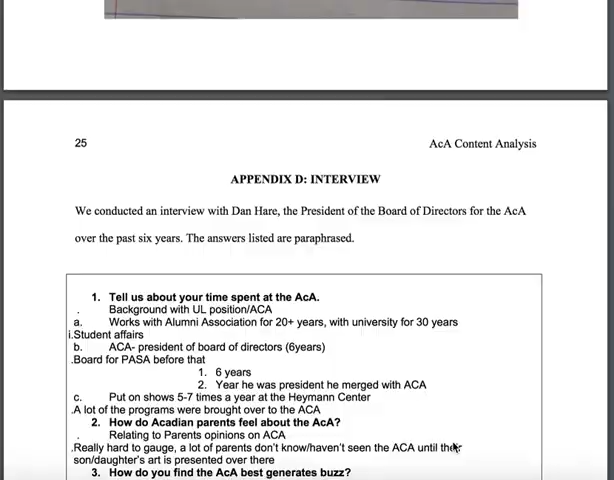 25
AcA Content Analysis
APPENDIX D: INTERVIEW
We conducted an interview with Dan Hare, the President of the Board of Directors for the AcA
over the past six years. The answers listed are paraphrased.
1. Tell us about your time spent at the AcA.
. Background with UL position/ACA
a. Works with Alumni Association for 20+ years, with university for 30 years
i.Student affairs
b. ACA- president of board of directors (6years)
.Board for PASA before that
1. 6 years
2. Year he was president he merged with ACA
c. Put on shows 5-7 times a year at the Heymann Center
.A lot of the programs were brought over to the ACA
2. How do Acadian parents feel about the AcA?
. Relating to Parents opinions on ACA
.Really hard to gauge, a lot of parents don't know/haven't seen the ACA until their
son/daughter's art is presented over there
3. How do you find the AcA best generates buzz?